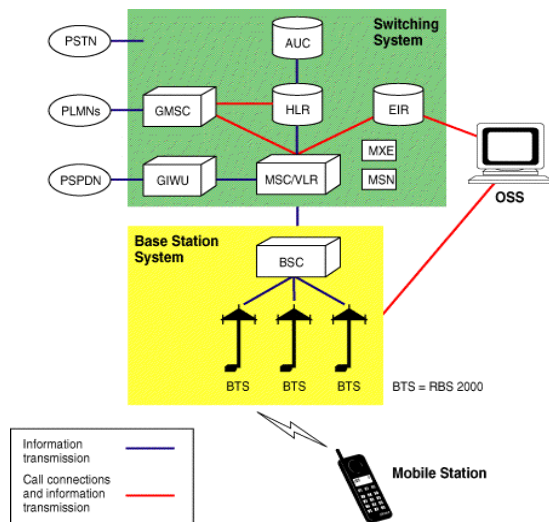 Switching
System
PSTN
AUC
PLMNs
GMSC
HLR
EIR
MXE
PSPDN
GIWU
MSC/VLR
MSN
OSS
Base Station
System
BSC
BTS
BTS
BTS
BTS = RBS 2000
Information
transmission
Call connections
and information
transmission
Mobile Station